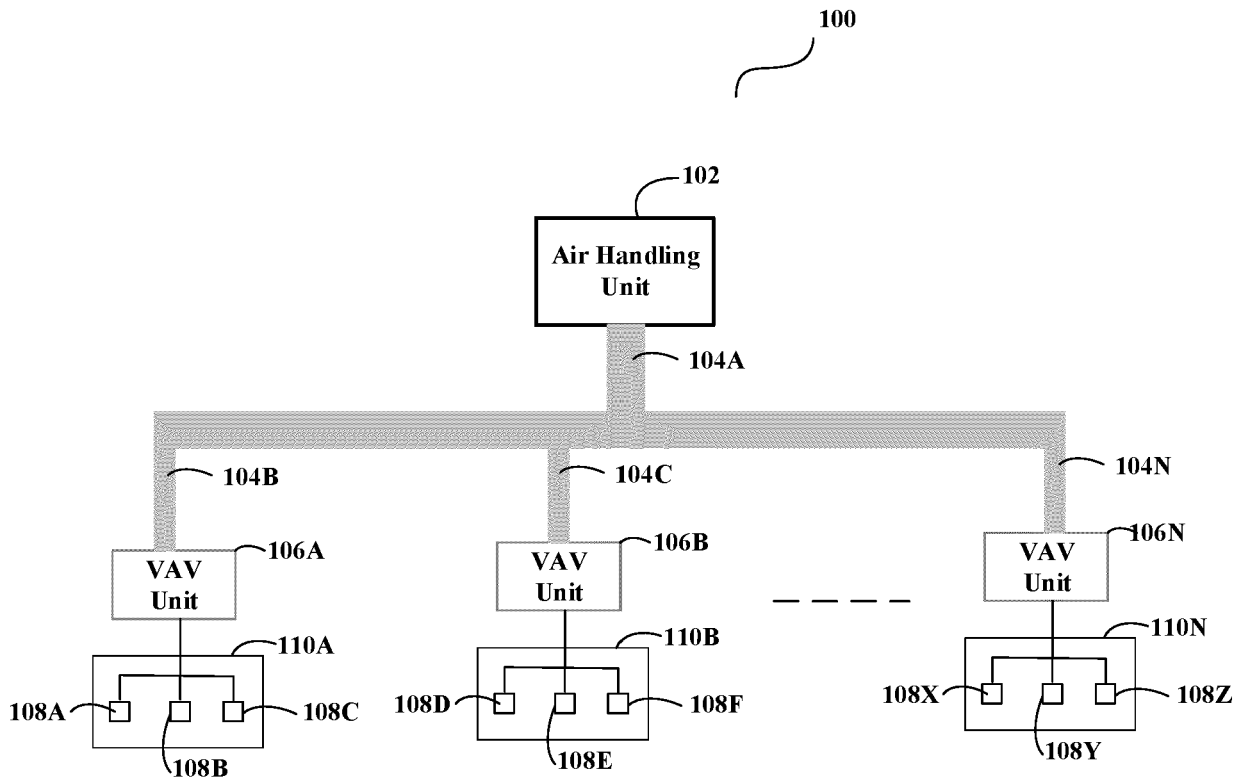 100
102
Air Handling
Unit
104A
104B
104C
104N
106A
106B
106N
VAV
Unit
VAV
Unit
VAV
Unit
110A
110B
110N
108A
108C
108D
108F
108X
108Z
108B
108E
108Y